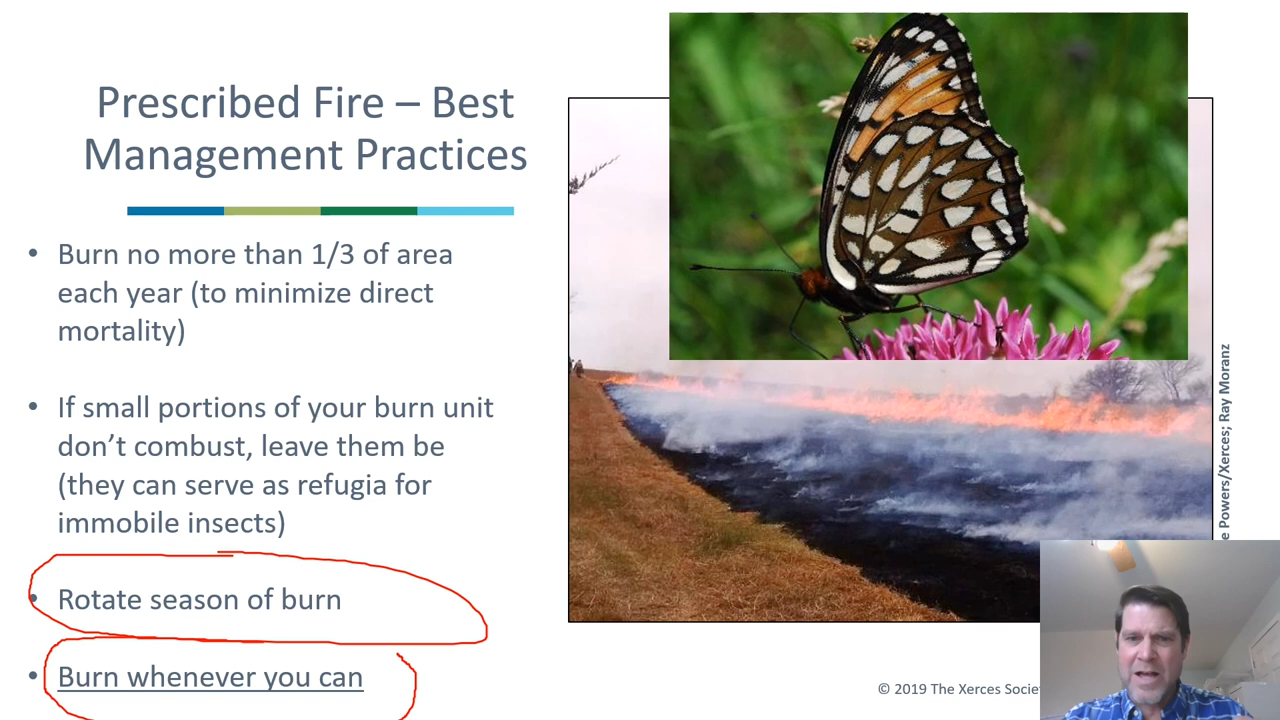 Prescribed Fire – Best
Management Practices
• Burn no more than 1/3 of area
each year (to minimize direct
mortality)
• If small portions of your burn unit
don’t combust, leave them be
(they can serve as refugia for
immobile insects)
• Rotate season of burn
• Burn whenever you can
Powers/Xerces; Ray Moranz
© 2019 The Xerces